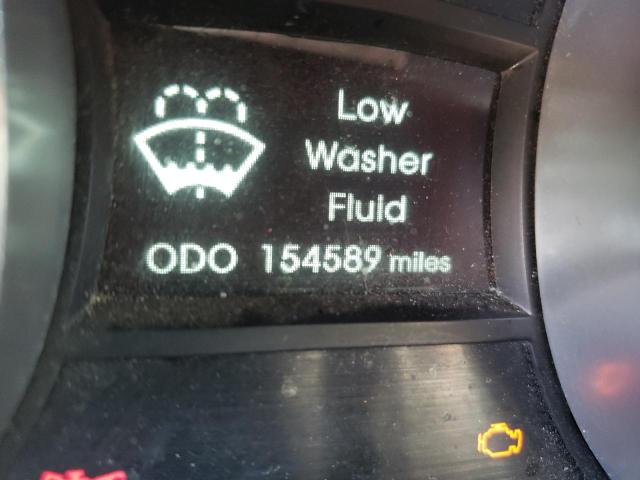 Low
Washer
Fluid
ODO 154589 miles